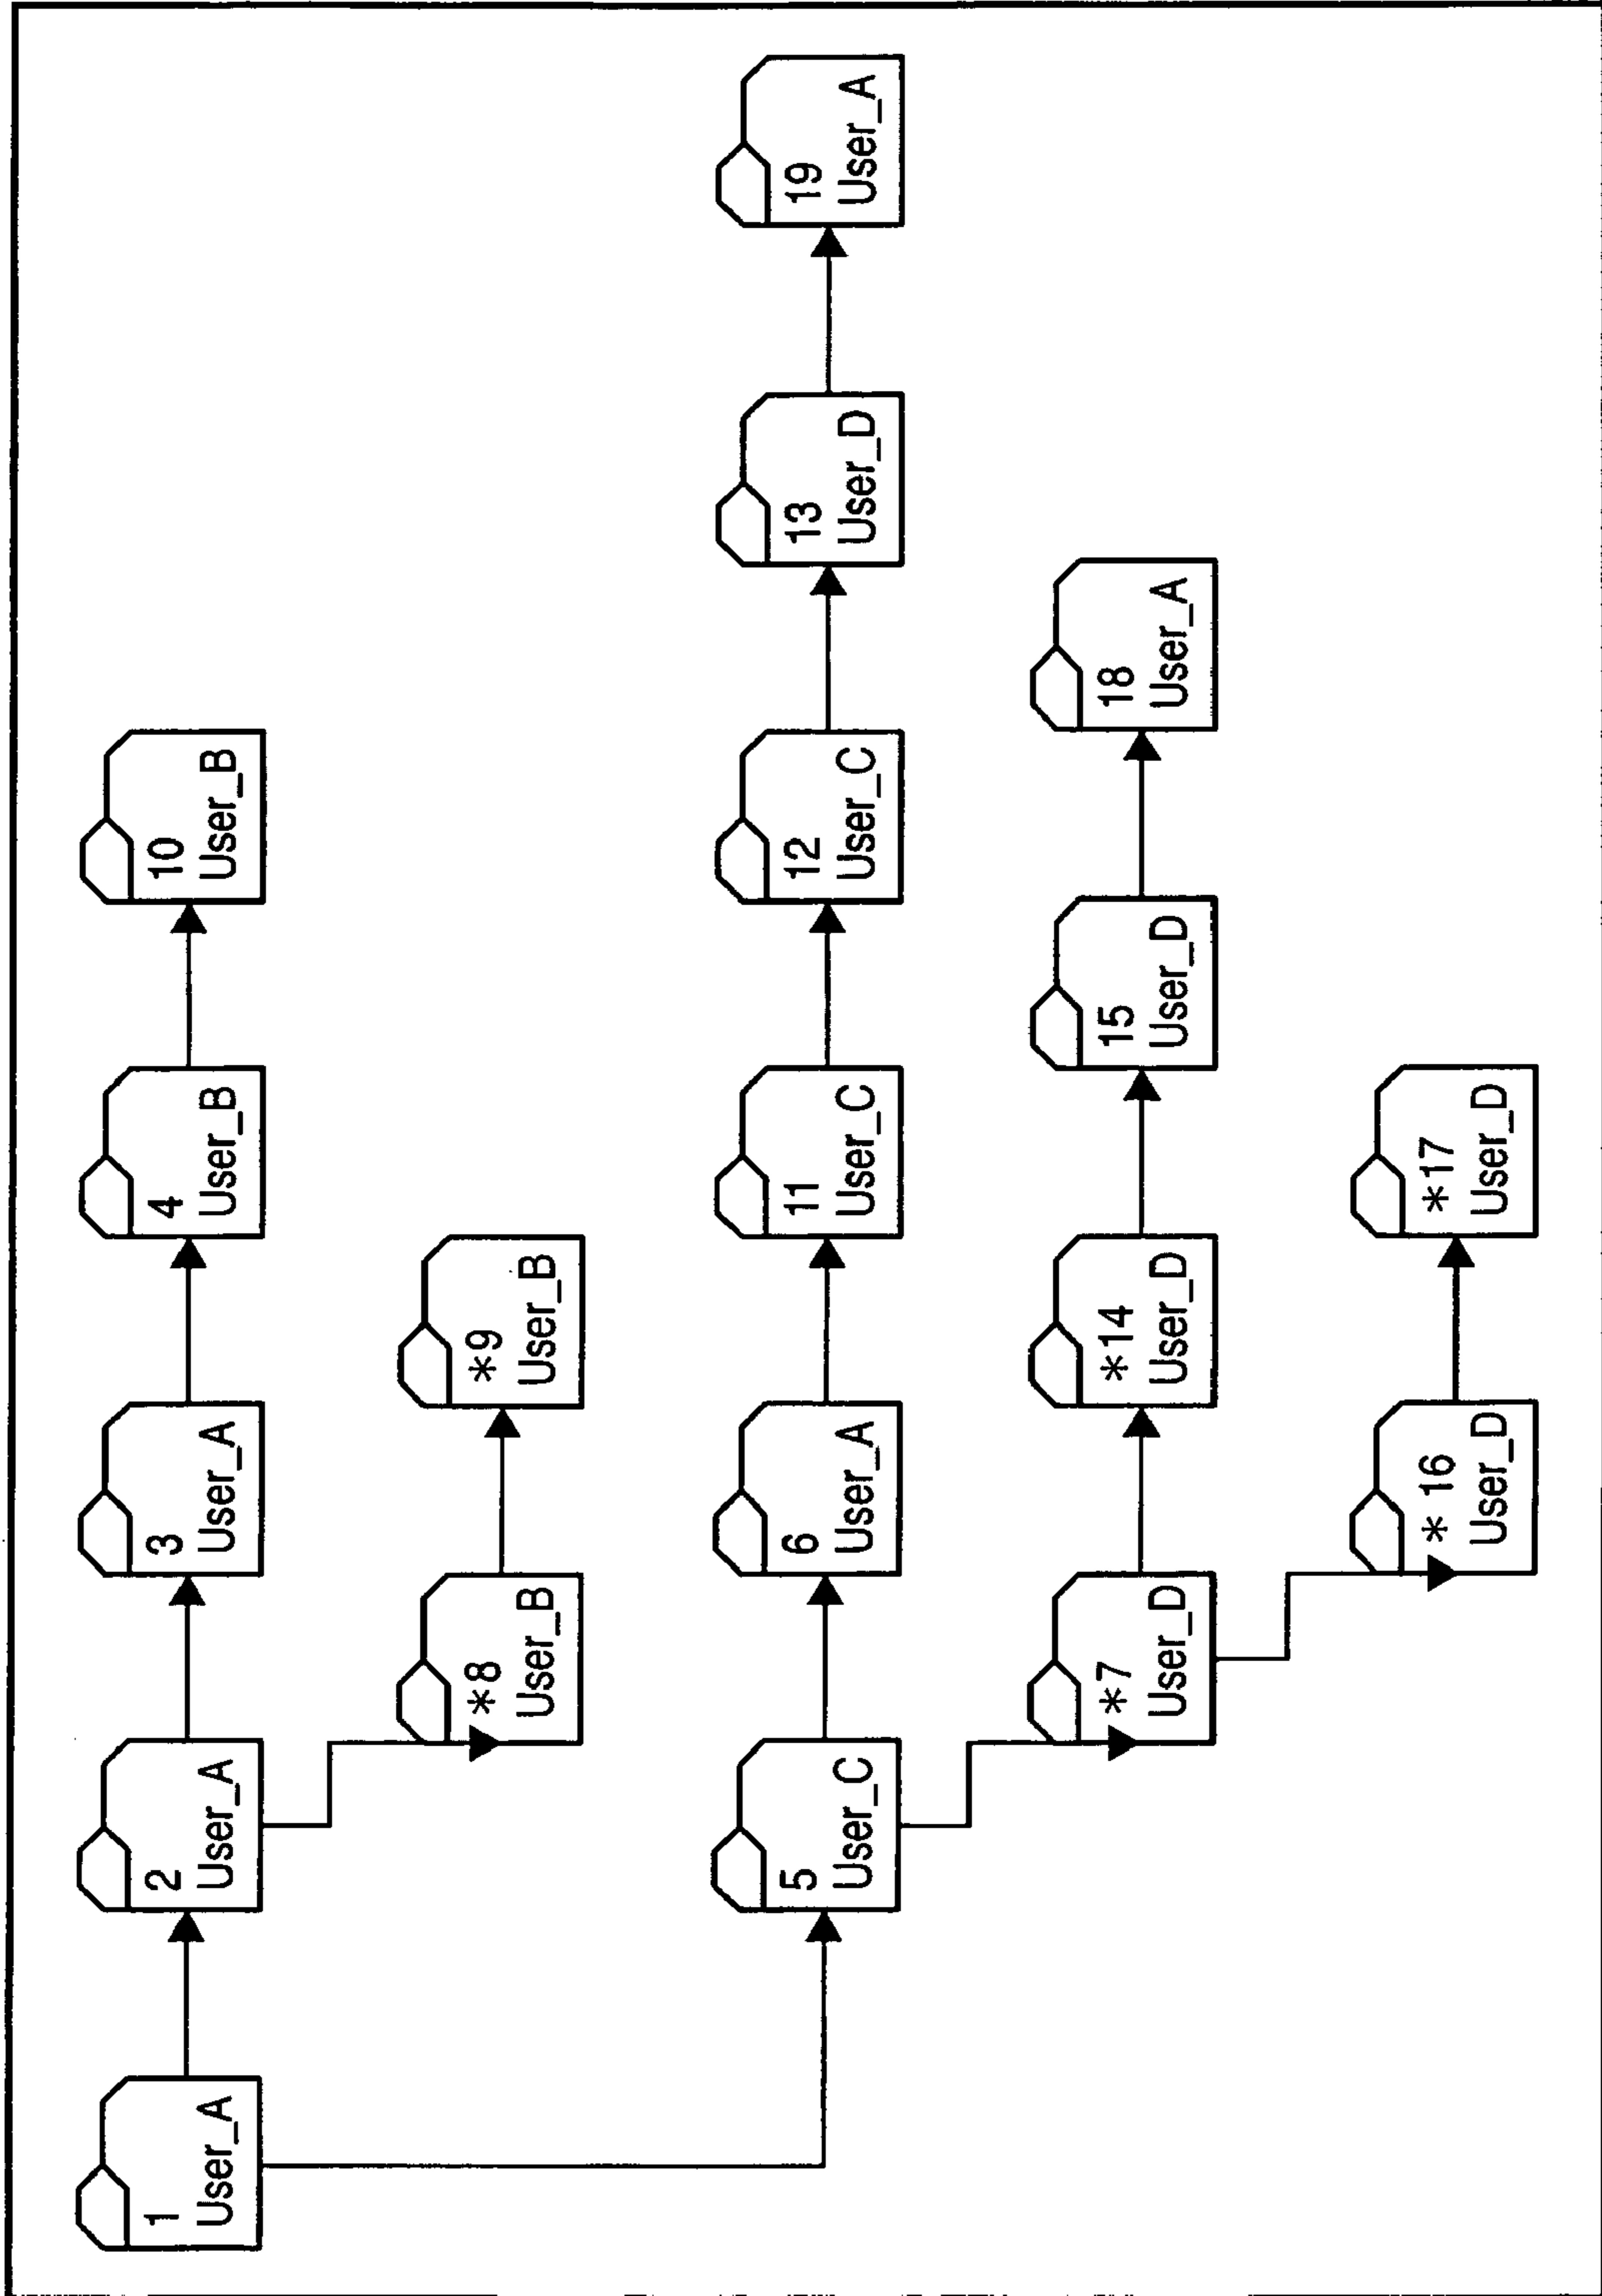 1
User_A
2
User_A
3
User_A
4
User_B
10
User_B
*8
User_B
*9
User_B
5
User_C
6
User_A
11
User_C
12
User_C
13
User_D
19
User_A
*7
User_D
*14
User_D
15
User_D
18
User_A
*16
User_D
*17
User_D